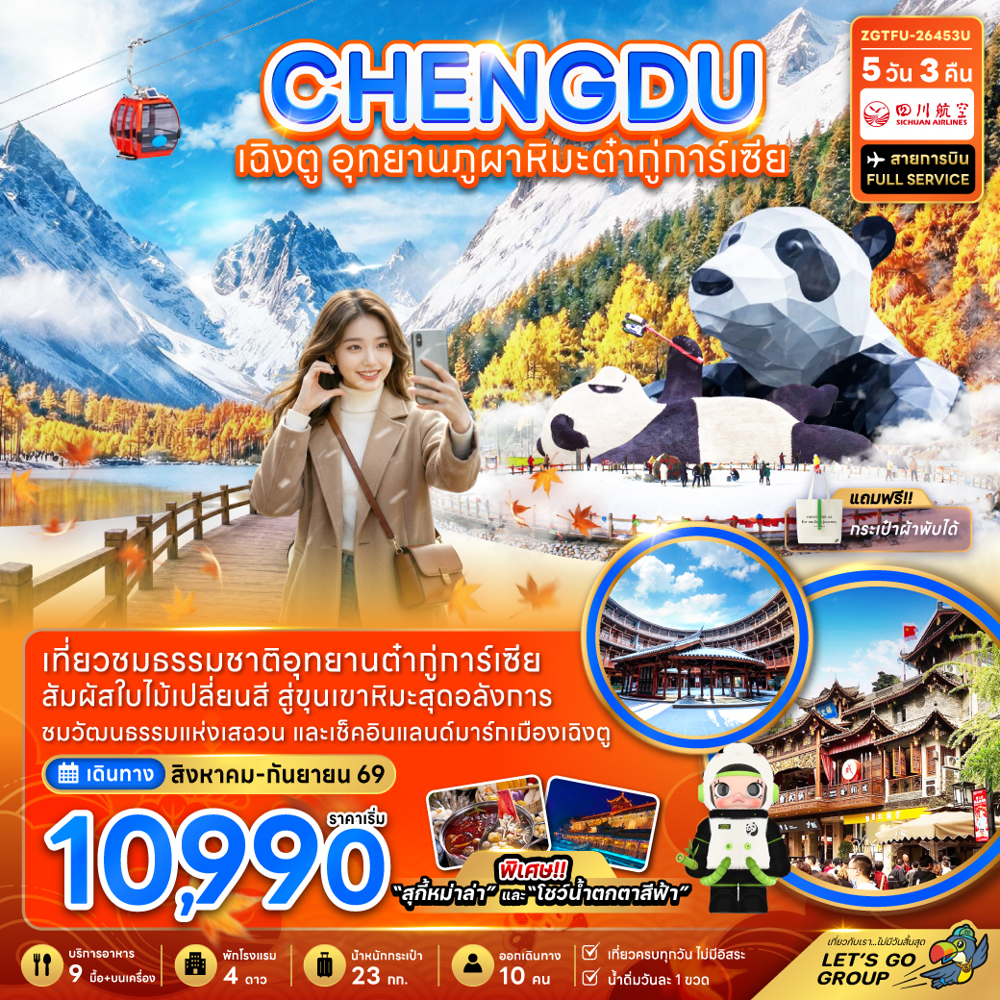 CHENGDU
เฉิงตู อุทยานภูผาหิมะต๋ากู่การ์เซีย
ZGTFU-26453U
5 วัน 3 คืน
四川航空
SICHUAN AIRLINES
สายการบิน
FULL SERVICE
แถมฟรี!!
กระเป๋าผ้าพับได้
เที่ยวชมธรรมชาติอุทยานต๋ากู่การ์เซีย
สัมผัสใบไม้เปลี่ยนสี สู่ขุนเขาหิมะสุดอลังการ
ชมวัฒนธรรมแห่งเสฉวน และเช็คอินแลนด์มาร์กเมืองเฉิงตู
เดินทาง สิงหาคม-กันยายน 69
ราคาเริ่ม
10,990
พิเศษ!!
“สุกี้หม่าล่า” และ “โชว์น้ำตกตาสีฟ้า”
บริการอาหาร
9 มื้อ+บนเครื่อง
พักโรงแรม
4 ดาว
น้ำหนักกระเป๋า
23 กก.
ออกเดินทาง
10 คน
เที่ยวครบทุกวัน ไม่มีอิสระ
น้ำดื่มวันละ 1 ขวด
เที่ยวกับเรา...ไม่มีวันสิ้นสุด
LET'S GO
GROUP